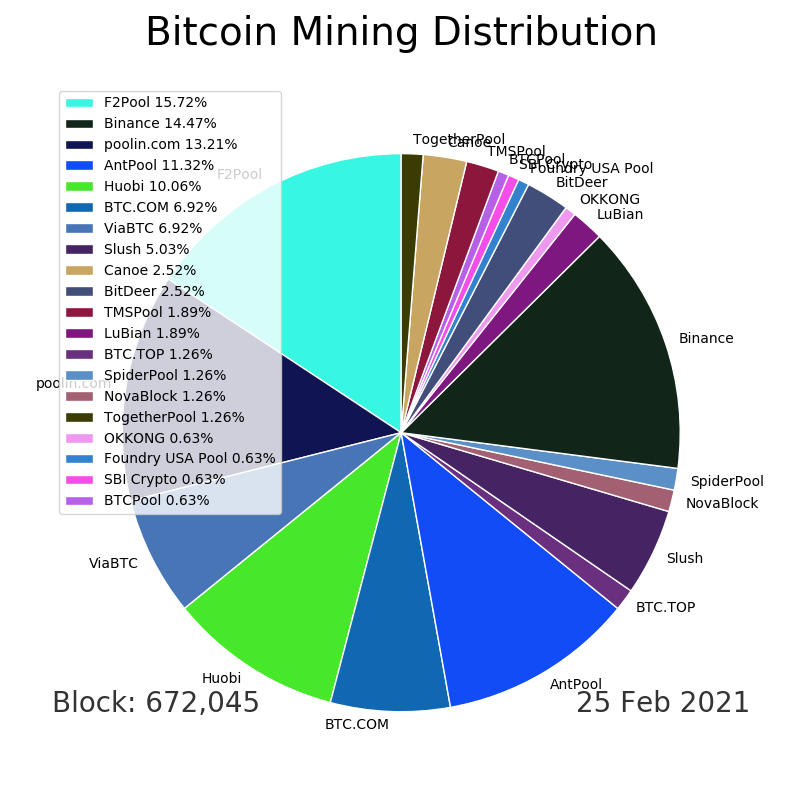 Bitcoin Mining Distribution
F2Pool 15.72%
Binance 14.47%
poolin.com 13.21%
AntPool 11.32%
Huobi 10.06%
BTC.COM 6.92%
ViaBTC 6.92%
Slush 5.03%
Canoe 2.52%
BitDeer 2.52%
TMSPool 1.89%
LuBian 1.89%
BTC.TOP 1.26%
SpiderPool 1.26%
NovaBlock 1.26%
TogetherPool 1.26%
OKKONG 0.63%
Foundry USA Pool 0.63%
SBI Crypto 0.63%
BTCPool 0.63%
F2Pool
TogetherPool
Canoe
TMSPool
BTCPool
SBI Crypto
Foundry USA Pool
BitDeer
OKKONG
LuBian
Binance
poolin.com
SpiderPool
NovaBlock
Slush
ViaBTC
BTC.TOP
Huobi
AntPool
BTC.COM
Block: 672,045
25 Feb 2021